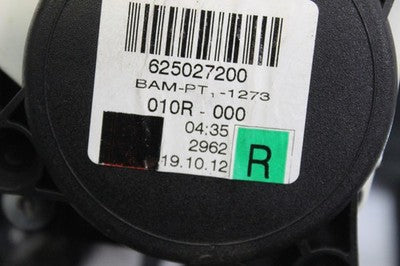 625027200
BAM-PT₁-1273
010R - 000
04:35
2962
19.10.12
R